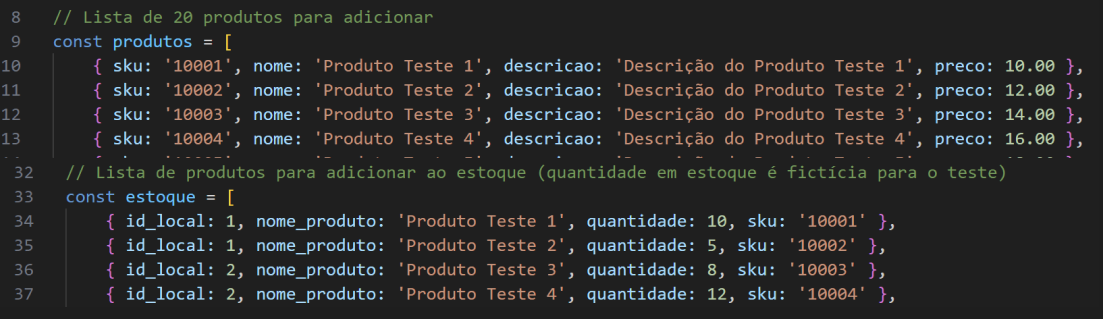 8 // Lista de 20 produtos para adicionar
9 const produtos = [
10 { sku: '10001', nome: 'Produto Teste 1', descricao: 'Descrição do Produto Teste 1', preco: 10.00 },
11 { sku: '10002', nome: 'Produto Teste 2', descricao: 'Descrição do Produto Teste 2', preco: 12.00 },
12 { sku: '10003', nome: 'Produto Teste 3', descricao: 'Descrição do Produto Teste 3', preco: 14.00 },
13 { sku: '10004', nome: 'Produto Teste 4', descricao: 'Descrição do Produto Teste 4', preco: 16.00 },
32 // Lista de produtos para adicionar ao estoque (quantidade em estoque é fictícia para o teste)
33 const estoque = [
34 { id_local: 1, nome_produto: 'Produto Teste 1', quantidade: 10, sku: '10001' },
35 { id_local: 1, nome_produto: 'Produto Teste 2', quantidade: 5, sku: '10002' },
36 { id_local: 2, nome_produto: 'Produto Teste 3', quantidade: 8, sku: '10003' },
37 { id_local: 2, nome_produto: 'Produto Teste 4', quantidade: 12, sku: '10004' },